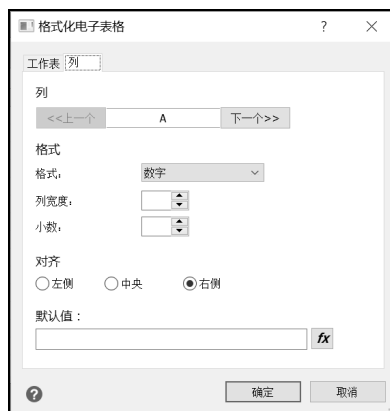 格式化电子表格 ? ×
工作表 列
列
<<上一个 A 下一个>>
格式
格式: 数字
列宽度:
小数:
对齐
左侧 中央 右侧
默认值：
fx
? 确定 取消